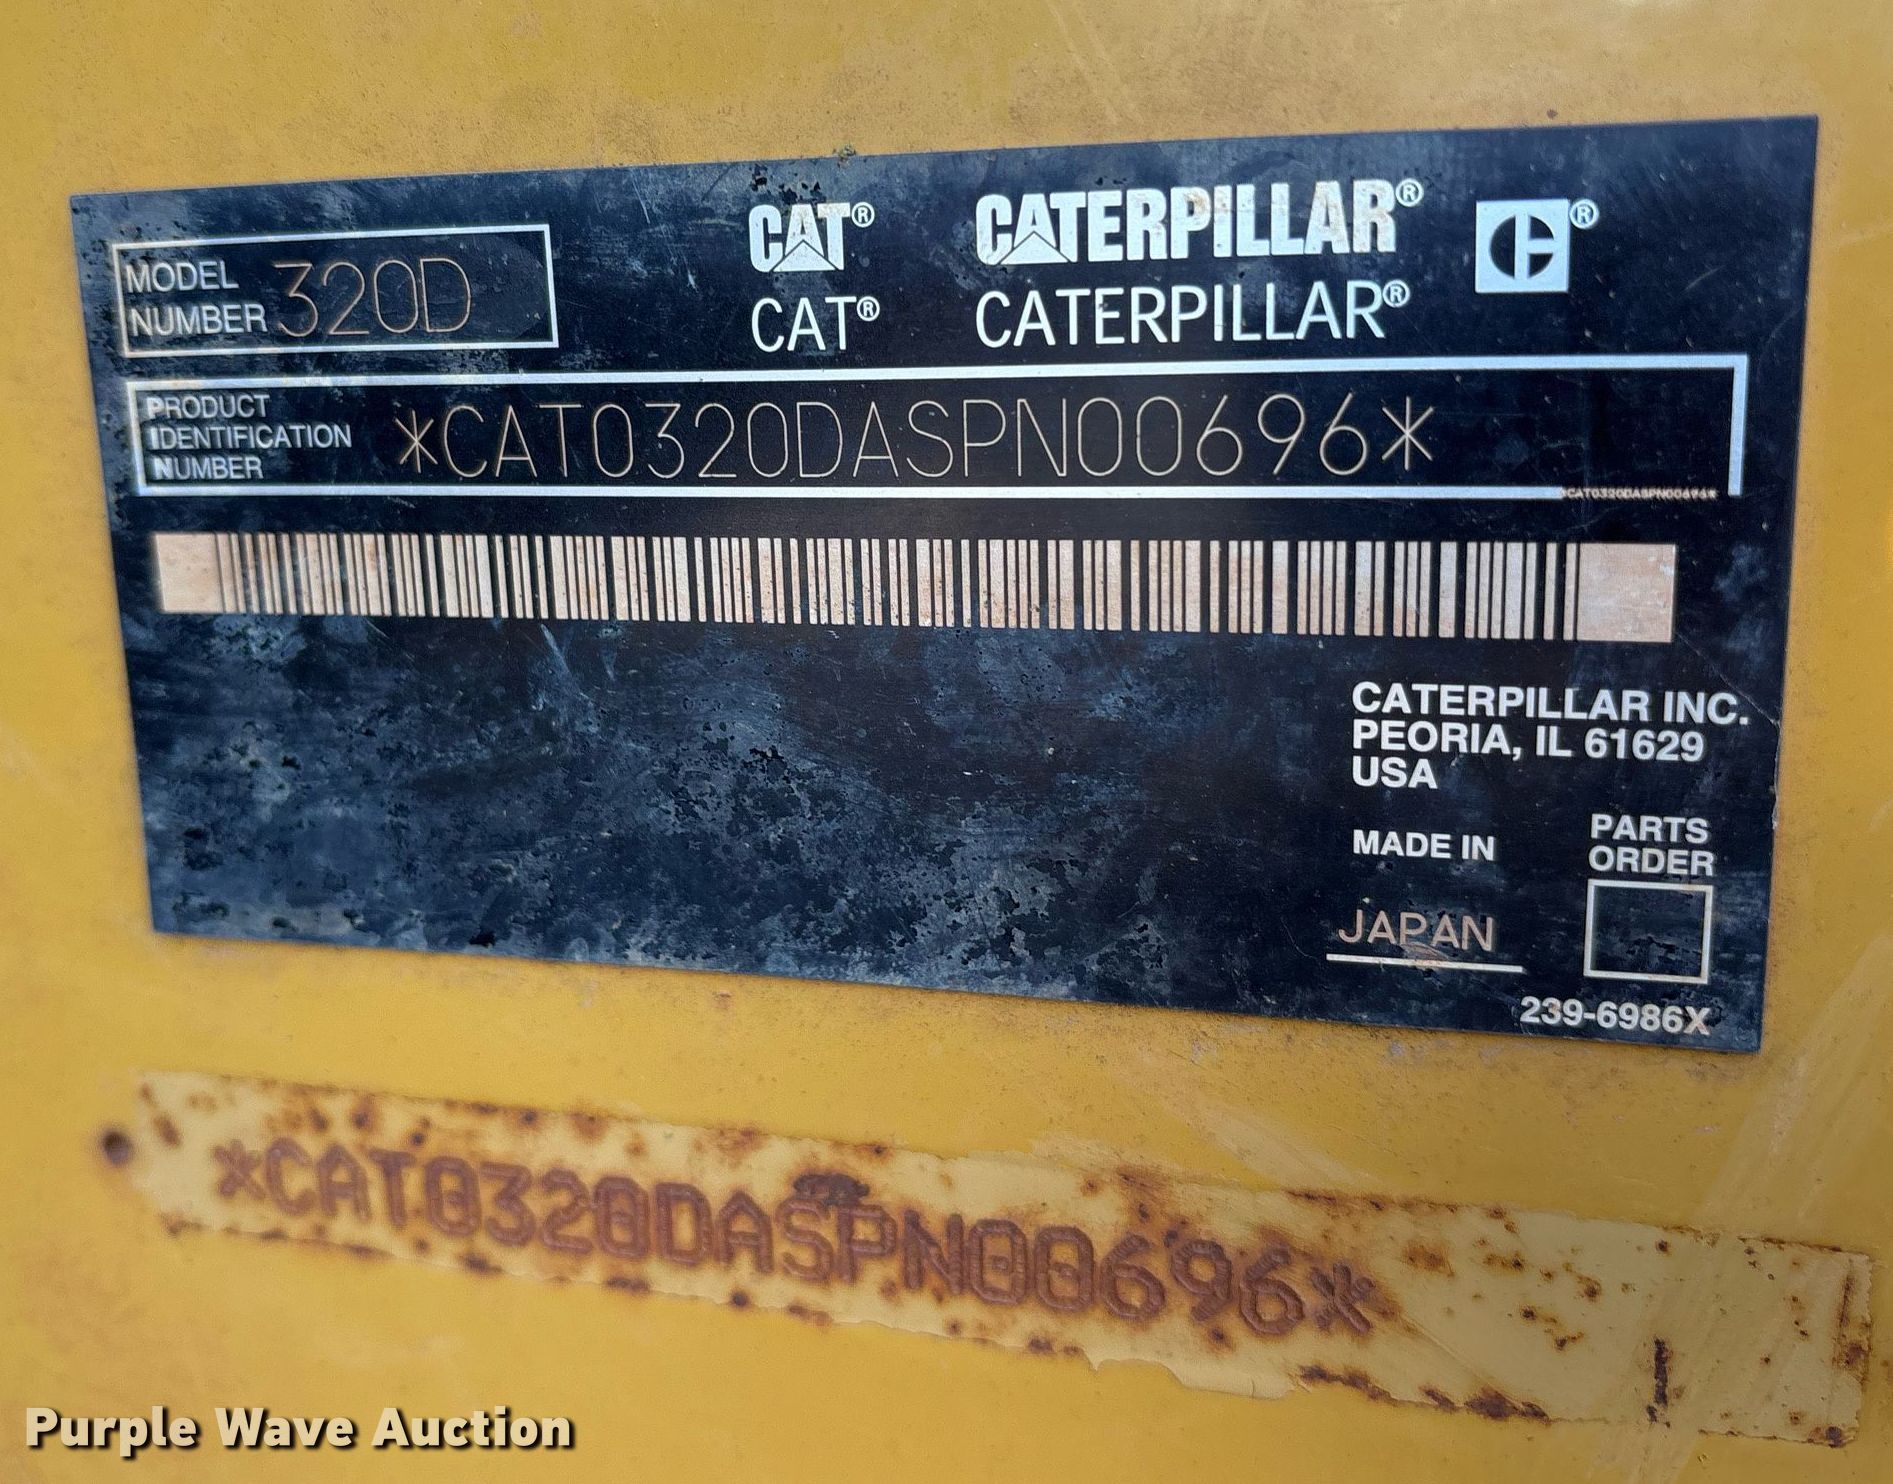 MODEL
NUMBER 320D
CAT® CATERPILLAR® ®
CAT® CATERPILLAR®
PRODUCT
IDENTIFICATION
NUMBER
*CAT0320DASPN00696*
*CAT0320DASPN00696*
CATERPILLAR INC.
PEORIA, IL 61629
USA
MADE IN
JAPAN
PARTS
ORDER
239-6986X
*CAT0320DASPN00696*
Purple Wave Auction